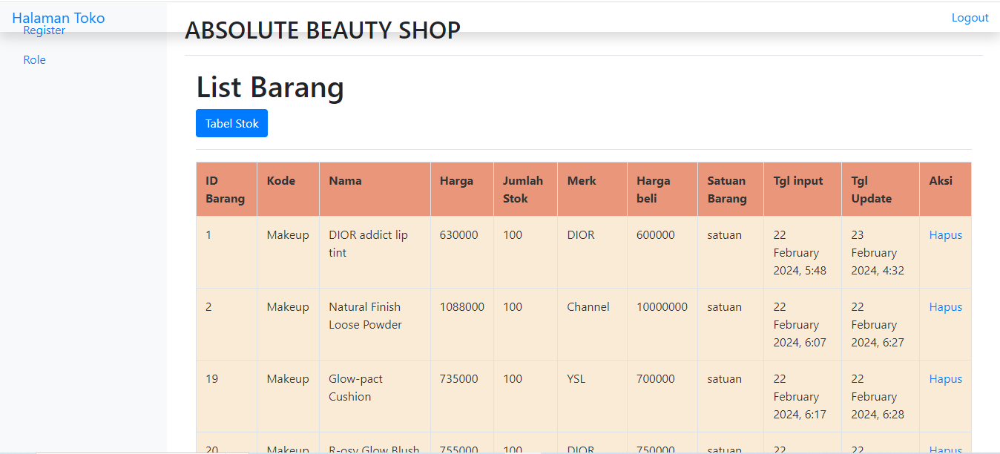 Halaman Toko
Logout
Register
ABSOLUTE BEAUTY SHOP
Role
List Barang
Tabel Stok
ID Barang Kode Nama Harga Jumlah Stok Merk Harga beli Satuan Barang Tgl input Tgl Update Aksi
1 Makeup DIOR addict lip tint 630000 100 DIOR 600000 satuan 22 February 2024, 5:48 23 February 2024, 4:32 Hapus
2 Makeup Natural Finish Loose Powder 1088000 100 Channel 10000000 satuan 22 February 2024, 6:07 22 February 2024, 6:27 Hapus
19 Makeup Glow-pact Cushion 735000 100 YSL 700000 satuan 22 February 2024, 6:17 22 February 2024, 6:28 Hapus
20 Makeup R-osy Glow Blush 755000 100 DIOR 750000 satuan 22 22 Hapus